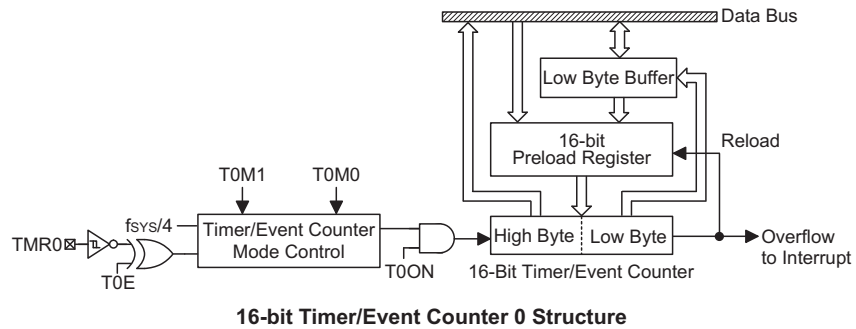 Data Bus
Low Byte Buffer
16-bit
Preload Register
Reload
T0M1
T0M0
fSYS/4
Timer/Event Counter
Mode Control
TMR0
T0E
T0ON
High Byte
Low Byte
Overflow
to Interrupt
16-Bit Timer/Event Counter
16-bit Timer/Event Counter 0 Structure